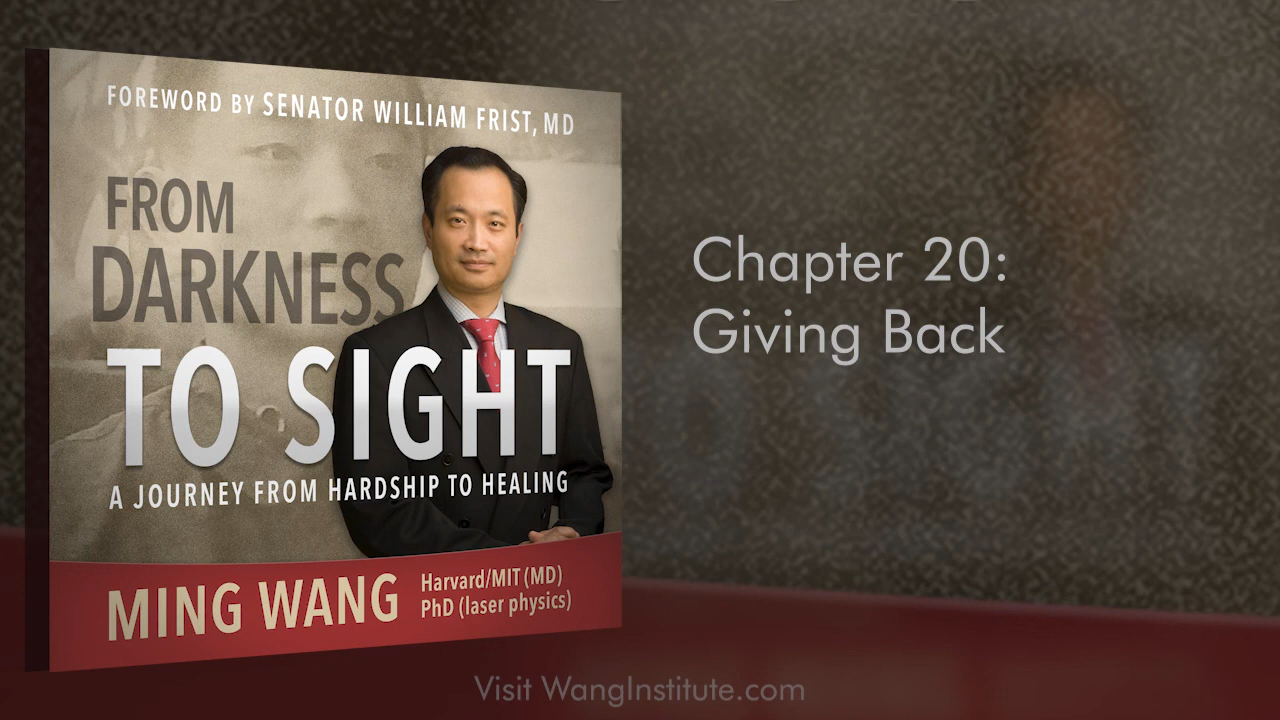 FOREWORD BY SENATOR WILLIAM FRIST, MD
FROM
DARKNESS
TO SIGHT
A JOURNEY FROM HARDSHIP TO HEALING
MING WANG
Harvard/MIT (MD)
PhD (laser physics)
Chapter 20:
Giving Back
Visit WangInstitute.com